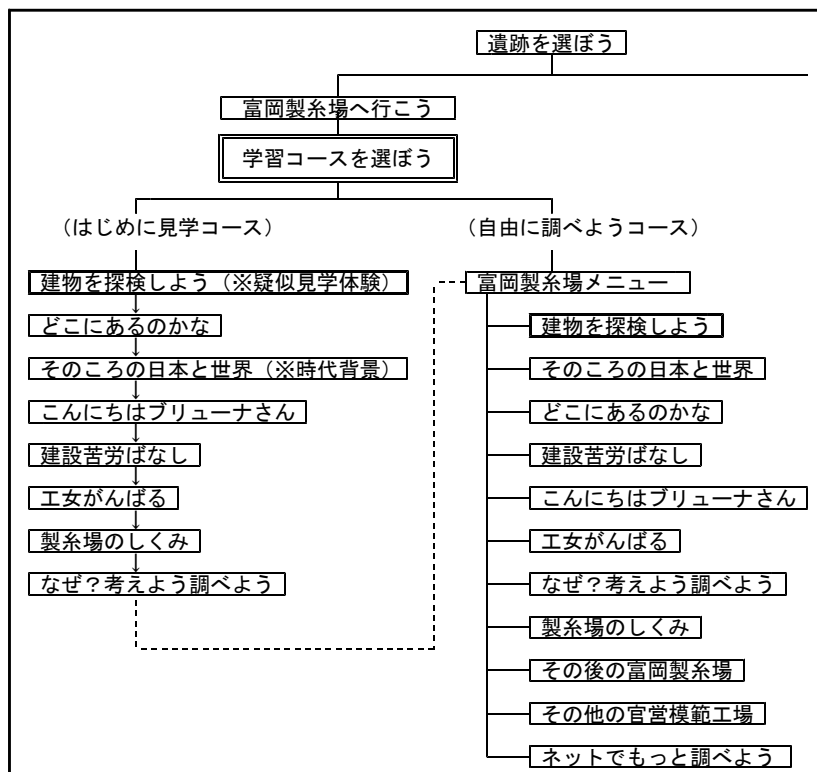 遺跡を選ぼう
富岡製糸場へ行こう
学習コースを選ぼう
（はじめに見学コース）
建物を探検しよう（※疑似見学体験）
↓
どこにあるのかな
↓
そのころの日本と世界（※時代背景）
↓
こんにちはブリューナさん
↓
建設苦労ばなし
↓
工女がんばる
↓
製糸場のしくみ
↓
なぜ？考えよう調べよう
（自由に調べようコース）
富岡製糸場メニュー
建物を探検しよう
そのころの日本と世界
どこにあるのかな
建設苦労ばなし
こんにちはブリューナさん
工女がんばる
なぜ？考えよう調べよう
製糸場のしくみ
その後の富岡製糸場
その他の官営模範工場
ネットでもっと調べよう